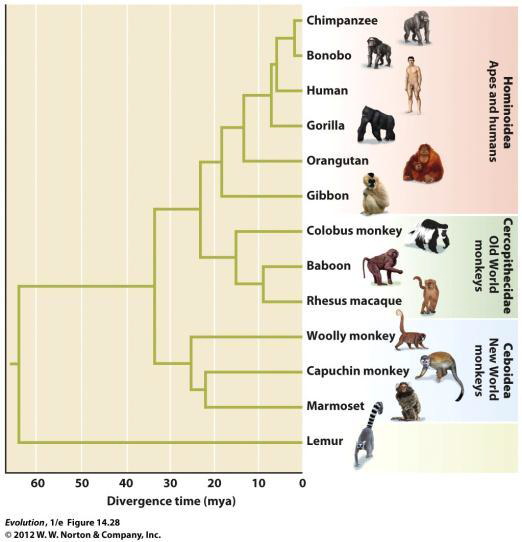 Chimpanzee
Bonobo
Human
Gorilla
Orangutan
Gibbon
Hominoidea
Apes and humans
Colobus monkey
Baboon
Rhesus macaque
Cercopithecidae
Old World
monkeys
Woolly monkey
Capuchin monkey
Marmoset
Ceboidea
New World
monkeys
Lemur
60 50 40 30 20 10 0
Divergence time (mya)
Evolution, 1/e Figure 14.28
© 2012 W. W. Norton & Company, Inc.